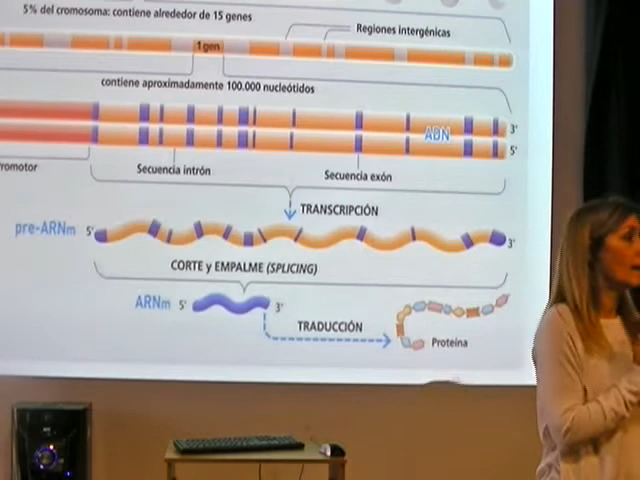 5% del cromosoma: contiene alrededor de 15 genes
Regiones intergénicas
1 gen
contiene aproximadamente 100.000 nucleótidos
ADN
3'
5'
romotor
Secuencia intrón
Secuencia exón
TRANSCRIPCIÓN
pre-ARNm 5'
3'
CORTE y EMPALME (SPLICING)
ARNm 5'
3'
TRADUCCIÓN
Proteína